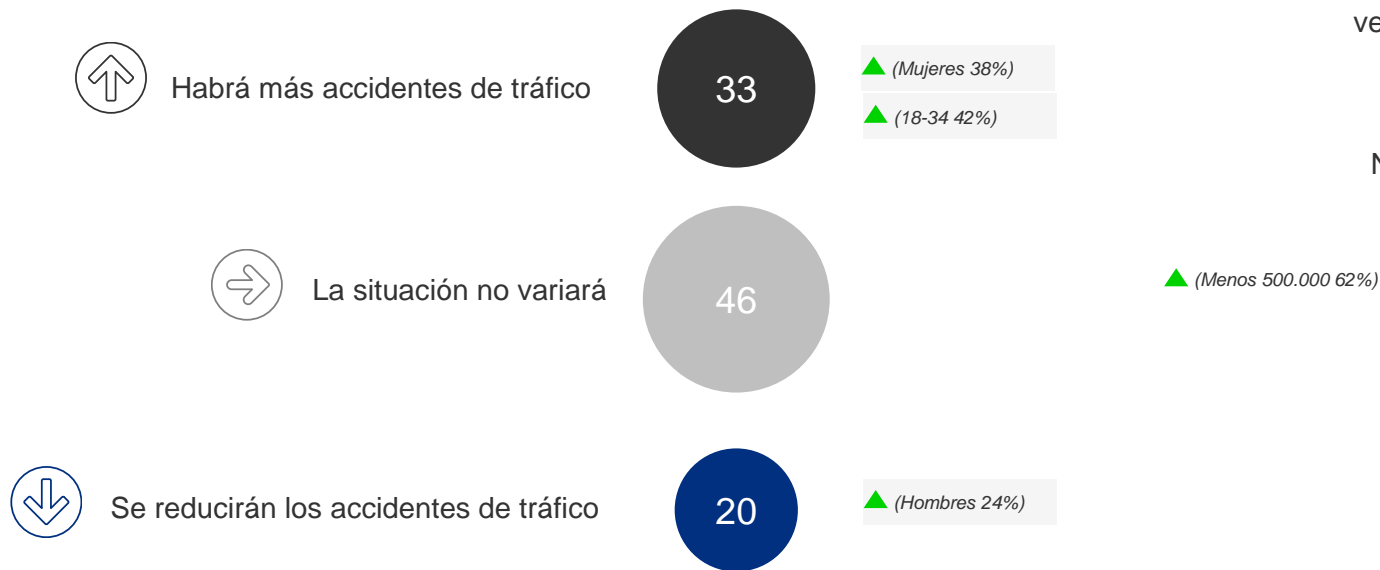 ve
Habrá más accidentes de tráfico
33
(Mujeres 38%)
(18-34 42%)
La situación no variará
46
(Menos 500.000 62%)
Se reducirán los accidentes de tráfico
20
(Hombres 24%)